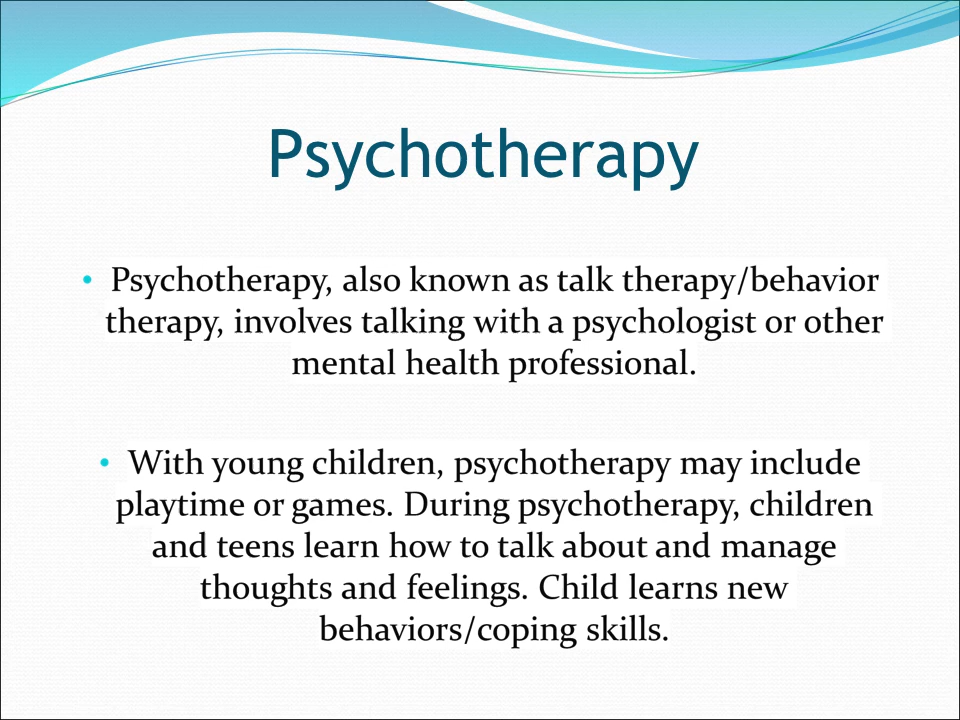 Psychotherapy
• Psychotherapy, also known as talk therapy/behavior
therapy, involves talking with a psychologist or other
mental health professional.
• With young children, psychotherapy may include
playtime or games. During psychotherapy, children
and teens learn how to talk about and manage
thoughts and feelings. Child learns new
behaviors/coping skills.